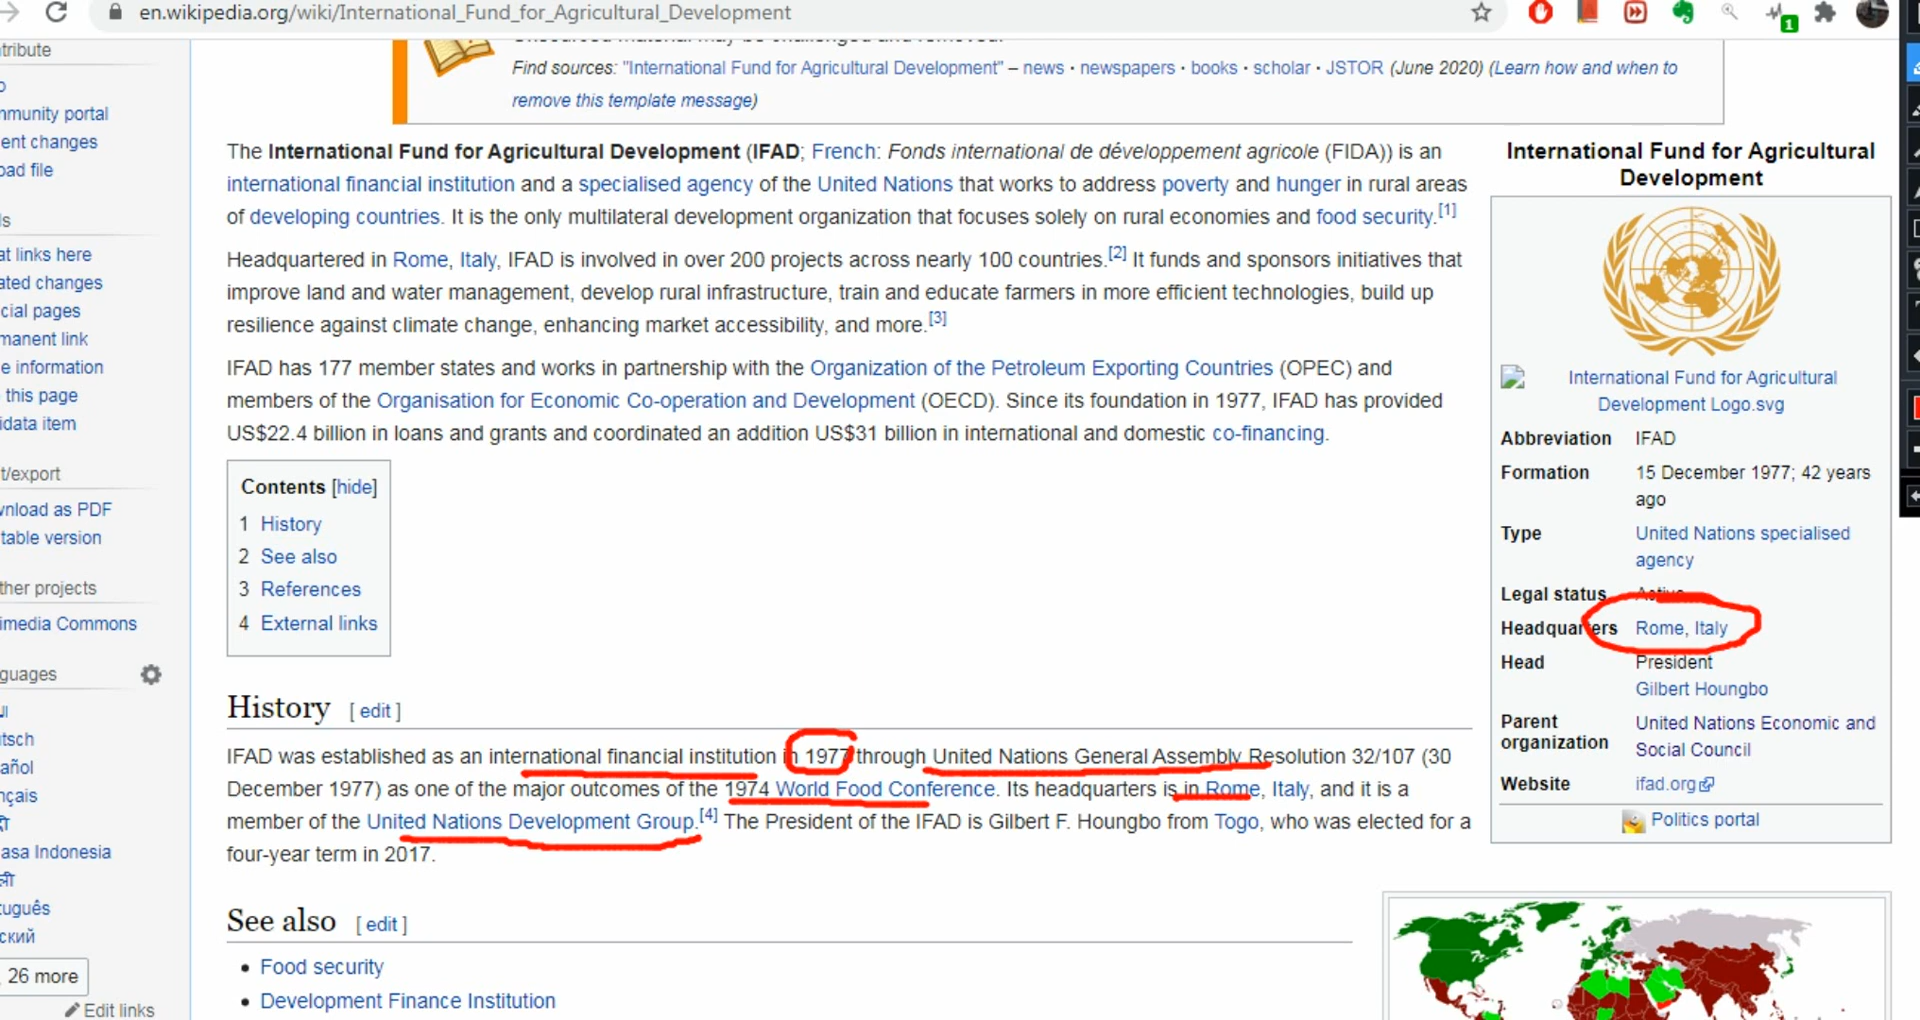 en.wikipedia.org/wiki/International_Fund_for_Agricultural_Development
1
Find sources: "International Fund for Agricultural Development" – news · newspapers · books · scholar · JSTOR (June 2020) (Learn how and when to
remove this template message)
tribute
mmunity portal
ent changes
oad file
ls
at links here
ated changes
cial pages
manent link
e information
this page
idata item
t/export
wnload as PDF
table version
ther projects
imedia Commons
guages
utsch
añol
nçais
asa Indonesia
tuguês
ский
26 more
Edit links
The International Fund for Agricultural Development (IFAD; French: Fonds international de développement agricole (FIDA)) is an
international financial institution and a specialised agency of the United Nations that works to address poverty and hunger in rural areas
of developing countries. It is the only multilateral development organization that focuses solely on rural economies and food security.[1]
Headquartered in Rome, Italy, IFAD is involved in over 200 projects across nearly 100 countries.[2] It funds and sponsors initiatives that
improve land and water management, develop rural infrastructure, train and educate farmers in more efficient technologies, build up
resilience against climate change, enhancing market accessibility, and more.[3]
IFAD has 177 member states and works in partnership with the Organization of the Petroleum Exporting Countries (OPEC) and
members of the Organisation for Economic Co-operation and Development (OECD). Since its foundation in 1977, IFAD has provided
US$22.4 billion in loans and grants and coordinated an addition US$31 billion in international and domestic co-financing.
Contents [hide]
1 History
2 See also
3 References
4 External links
History [ edit ]
IFAD was established as an international financial institution in 1977 through United Nations General Assembly Resolution 32/107 (30
December 1977) as one of the major outcomes of the 1974 World Food Conference. Its headquarters is in Rome, Italy, and it is a
member of the United Nations Development Group.[4] The President of the IFAD is Gilbert F. Houngbo from Togo, who was elected for a
four-year term in 2017.
See also [ edit ]
• Food security
• Development Finance Institution
International Fund for Agricultural
Development
International Fund for Agricultural
Development Logo.svg
Abbreviation IFAD
Formation 15 December 1977; 42 years
ago
Type United Nations specialised
agency
Legal status Active
Headquarters Rome, Italy
Head President
Gilbert Houngbo
Parent organization United Nations Economic and
Social Council
Website ifad.org
Politics portal